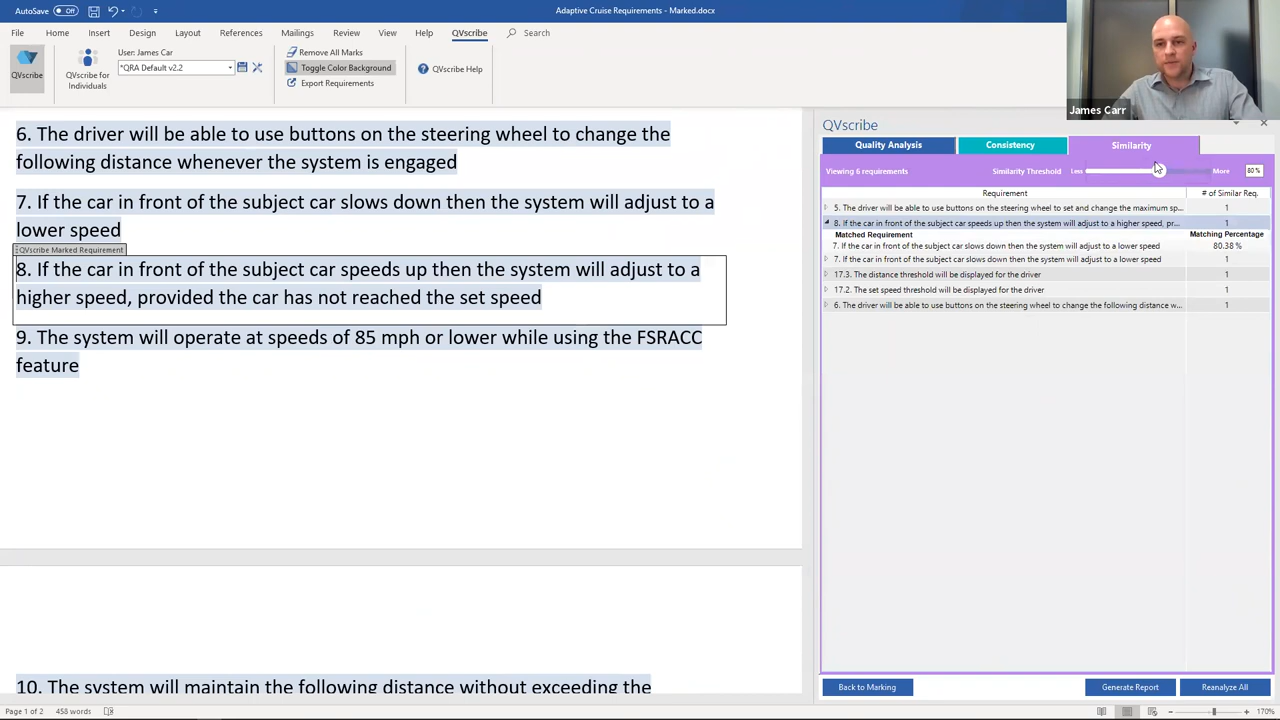 AutoSave Off
Adaptive Cruise Requirements - Marked.docx
File Home Insert Design Layout References Mailings Review View Help QVscribe Search
User: James Car
*QRA Default v2.2
QVscribe
QVscribe for
Individuals
Remove All Marks
Toggle Color Background
Export Requirements
QVscribe Help
James Carr
6. The driver will be able to use buttons on the steering wheel to change the
following distance whenever the system is engaged
7. If the car in front of the subject car slows down then the system will adjust to a
lower speed
QVscribe Marked Requirement
8. If the car in front of the subject car speeds up then the system will adjust to a
higher speed, provided the car has not reached the set speed
9. The system will operate at speeds of 85 mph or lower while using the FSRACC
feature
10. The system will maintain the following distance without exceeding the
QVscribe
Quality Analysis Consistency Similarity
Viewing 6 requirements Similarity Threshold Less More 80 %
Requirement # of Similar Req.
5. The driver will be able to use buttons on the steering wheel to set and change the maximum sp... 1
8. If the car in front of the subject car speeds up then the system will adjust to a higher speed, pr... 1
Matched Requirement Matching Percentage
7. If the car in front of the subject car slows down then the system will adjust to a lower speed 80.38 %
7. If the car in front of the subject car slows down then the system will adjust to a lower speed 1
17.3. The distance threshold will be displayed for the driver 1
17.2. The set speed threshold will be displayed for the driver 1
6. The driver will be able to use buttons on the steering wheel to change the following distance w... 1
Back to Marking Generate Report Reanalyze All
Page 1 of 2 458 words 170%